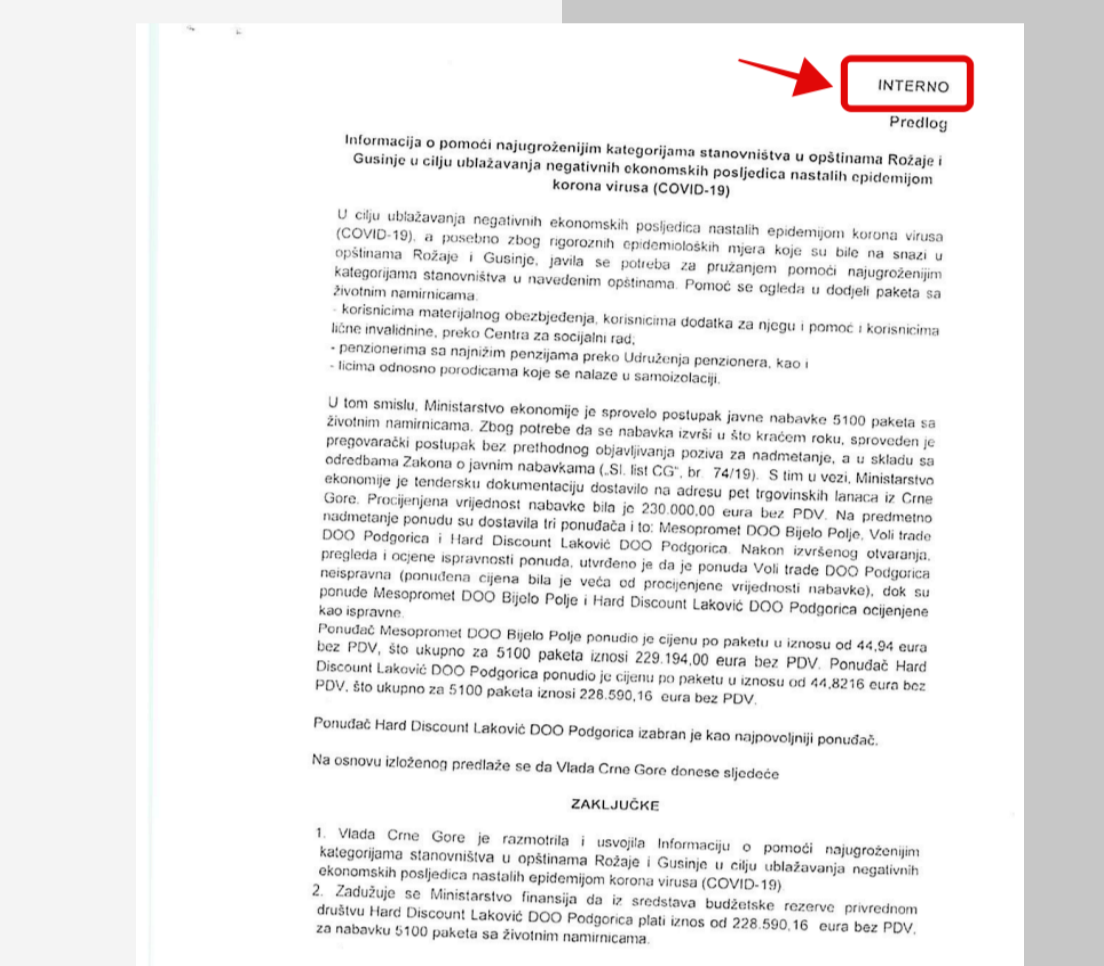 INTERNO
Predlog
Informacija o pomoći najugroženijim kategorijama stanovništva u opštinama Rožaje i
Gusinje u cilju ublažavanja negativnih ekonomskih posljedica nastalih epidemijom
korona virusa (COVID-19)
U cilju ublažavanja negativnih ekonomskih posljedica nastalih epidemijom korona virusa
(COVID-19), a posebno zbog rigoroznih epidemioloških mjera koje su bile na snazi u
opštinama Rožaje i Gusinje, javila se potreba za pružanjem pomoći najugroženijim
kategorijama stanovništva u navedenim opštinama. Pomoć se ogleda u dodjeli paketa sa
životnim namirnicama.
- korisnicima materijalnog obezbjeđenja, korisnicima dodatka za njegu i pomoć i korisnicima
lične invalidnine, preko Centra za socijalni rad;
- penzionerima sa najnižim penzijama preko Udruženja penzionera, kao i
- licima odnosno porodicama koje se nalaze u samoizolaciji.
U tom smislu, Ministarstvo ekonomije je sprovelo postupak javne nabavke 5100 paketa sa
životnim namirnicama. Zbog potrebe da se nabavka izvrši u što kraćem roku, sproveden je
pregovarački postupak bez prethodnog objavljivanja poziva za nadmetanje, a u skladu sa
odredbama Zakona o javnim nabavkama („Sl. list CG“, br. 74/19). S tim u vezi, Ministarstvo
ekonomije je tendersku dokumentaciju dostavilo na adresu pet trgovinskih lanaca iz Crne
Gore. Procijenjena vrijednost nabavke bila je 230.000,00 eura bez PDV. Na predmetno
nadmetanje ponudu su dostavila tri ponuđača i to: Mesopromet DOO Bijelo Polje, Voli trade
DOO Podgorica i Hard Discount Laković DOO Podgorica. Nakon izvršenog otvaranja,
pregleda i ocjene ispravnosti ponuda, utvrđeno je da je ponuda Voli trade DOO Podgorica
neispravna (ponuđena cijena bila je veća od procijenjene vrijednosti nabavke), dok su
ponude Mesopromet DOO Bijelo Polje i Hard Discount Laković DOO Podgorica ocijenjene
kao ispravne.
Ponuđač Mesopromet DOO Bijelo Polje ponudio je cijenu po paketu u iznosu od 44,94 eura
bez PDV, što ukupno za 5100 paketa iznosi 229.194,00 eura bez PDV. Ponuđač Hard
Discount Laković DOO Podgorica ponudio je cijenu po paketu u iznosu od 44,8216 eura bez
PDV, što ukupno za 5100 paketa iznosi 228.590,16 eura bez PDV.
Ponuđač Hard Discount Laković DOO Podgorica izabran je kao najpovoljniji ponuđač.
Na osnovu izloženog predlaže se da Vlada Crne Gore donese sljedeće
ZAKLJUČKE
1. Vlada Crne Gore je razmotrila i usvojila Informaciju o pomoći najugroženijim
kategorijama stanovništva u opštinama Rožaje i Gusinje u cilju ublažavanja negativnih
ekonomskih posljedica nastalih epidemijom korona virusa (COVID-19)
2. Zadužuje se Ministarstvo finansija da iz sredstava budžetske rezerve privrednom
društvu Hard Discount Laković DOO Podgorica plati iznos od 228.590,16 eura bez PDV,
za nabavku 5100 paketa sa životnim namirnicama.